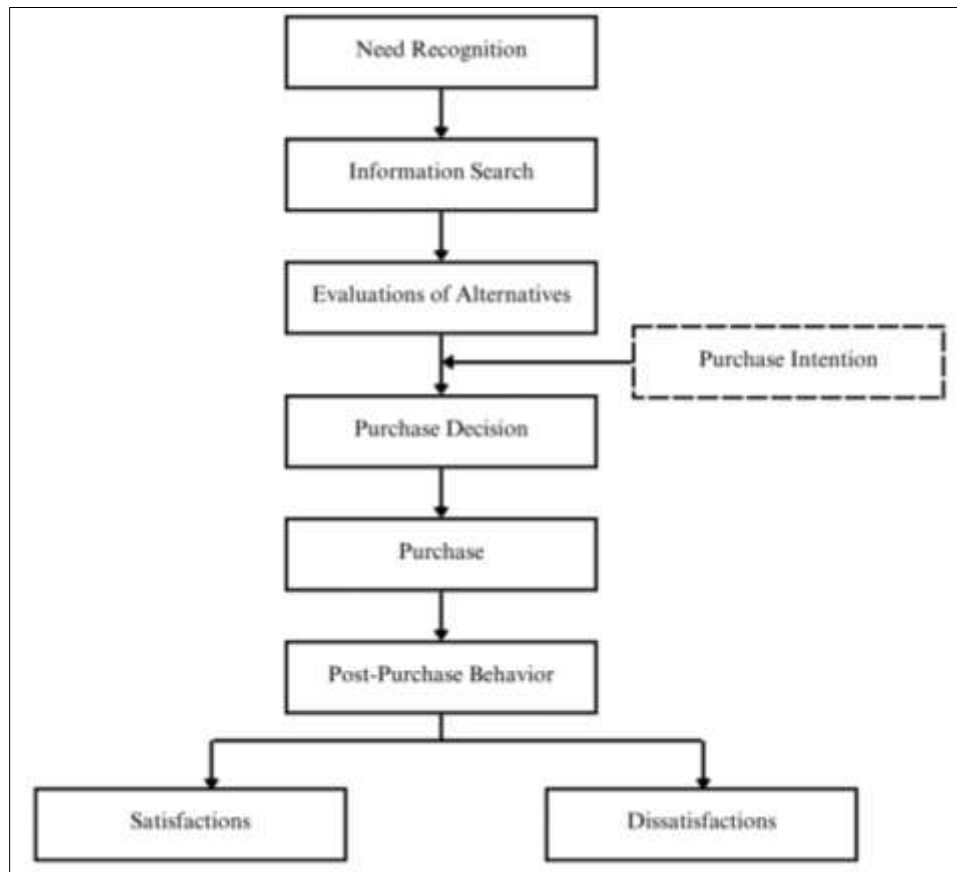 Need Recognition
Information Search
Evaluations of Alternatives
Purchase Intention
Purchase Decision
Purchase
Post-Purchase Behavior
Satisfactions
Dissatisfactions